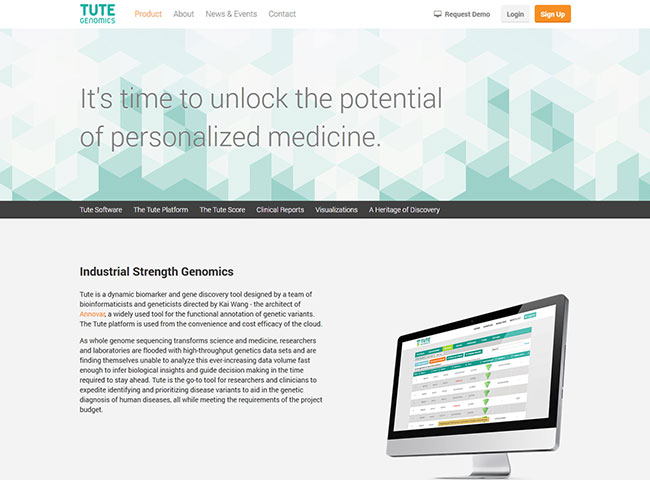 TUTE
GENOMICS
Product About News & Events Contact
Request Demo Login Sign Up
It's time to unlock the potential
of personalized medicine.
Tute Software The Tute Platform The Tute Score Clinical Reports Visualizations A Heritage of Discovery
Industrial Strength Genomics
Tute is a dynamic biomarker and gene discovery tool designed by a team of
bioinformaticists and geneticists directed by Kai Wang - the architect of
Annovar, a widely used tool for the functional annotation of genetic variants.
The Tute platform is used from the convenience and cost efficacy of the cloud.
As whole genome sequencing transforms science and medicine, researchers
and laboratories are flooded with high-throughput genetics data sets and are
finding themselves unable to analyze this ever-increasing data volume fast
enough to infer biological insights and guide decision making in the time
required to stay ahead. Tute is the go-to tool for researchers and clinicians to
expedite identifying and prioritizing disease variants to aid in the genetic
diagnosis of human diseases, all while meeting the requirements of the project
budget.
TUTE